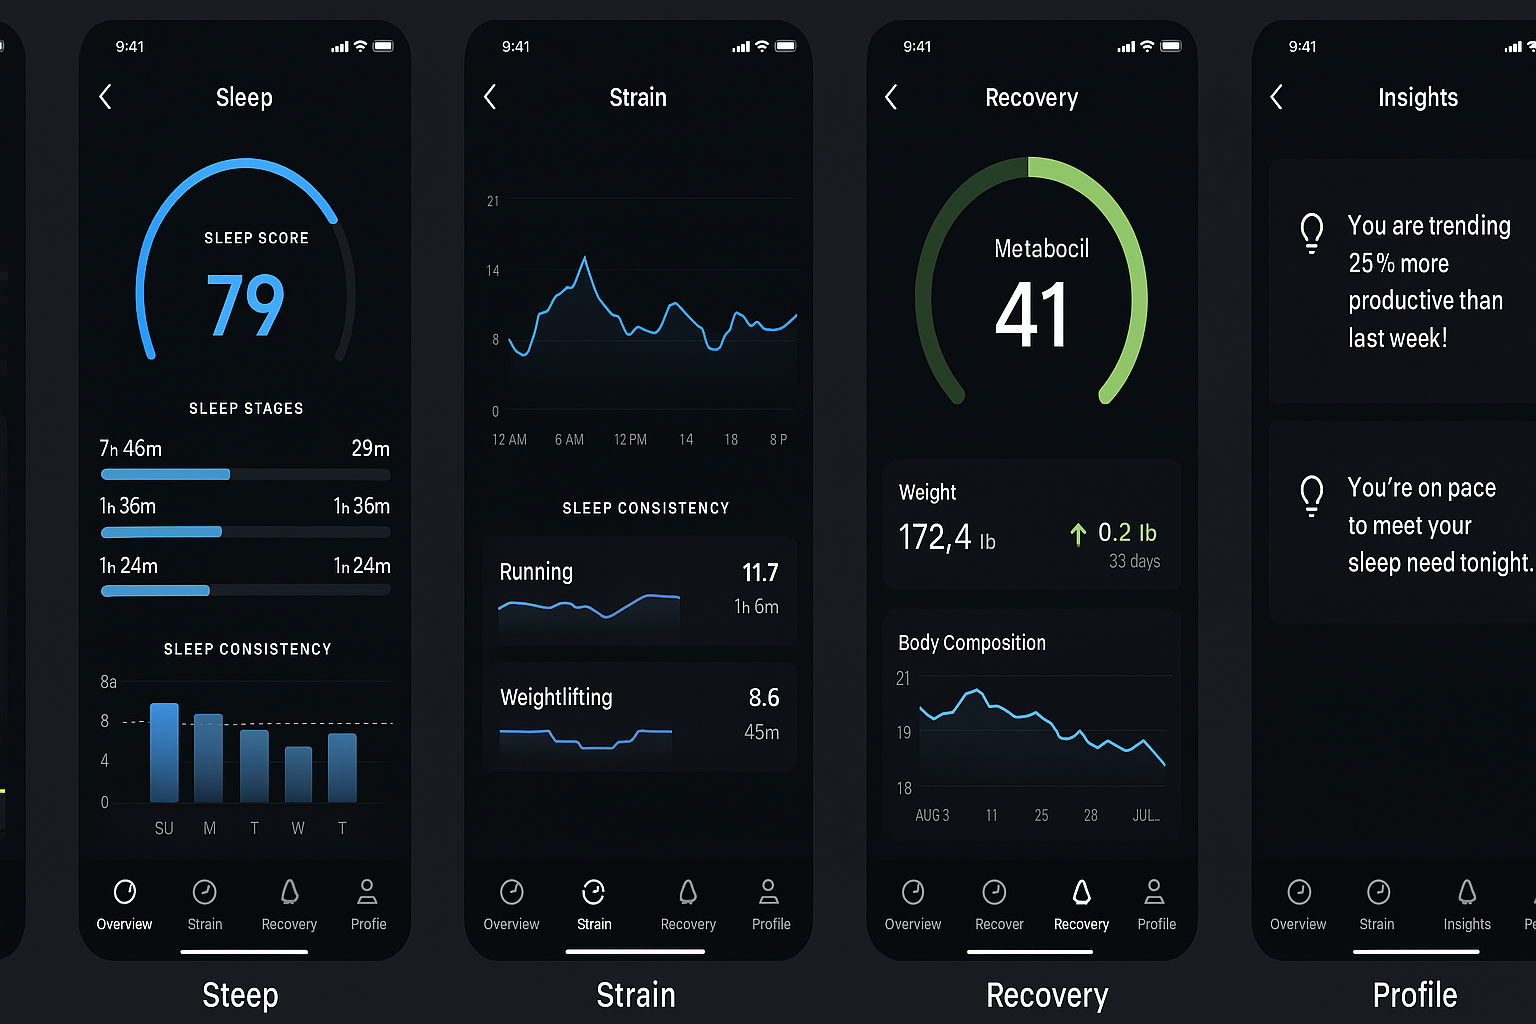 9:41
Sleep
SLEEP SCORE
79
SLEEP STAGES
7h 46m 29m
1h 36m 1h 36m
1h 24m 1n 24m
SLEEP CONSISTENCY
8a
8
4
0
SU M T W T
Overview Strain Recovery Profie
Steep
9:41
Strain
21
14
8
0
12 AM 6 AM 12 PM 14 18 8 P
SLEEP CONSISTENCY
Running 11.7
1h 6m
Weightlifting 8.6
45m
Overview Strain Recovery Profile
Strain
9:41
Recovery
Metabocil
41
Weight
172,4 lb ↑ 0.2 lb
33 days
Body Composition
21
19
18
AUG 3 11 25 28 JUL..
Overview Recover Recovery Profile
Recovery
9:41
Insights
You are trending
25% more
productive than
last week!
You’re on pace
to meet your
sleep need tonight.
Overview Strain Insights Pe
Profile